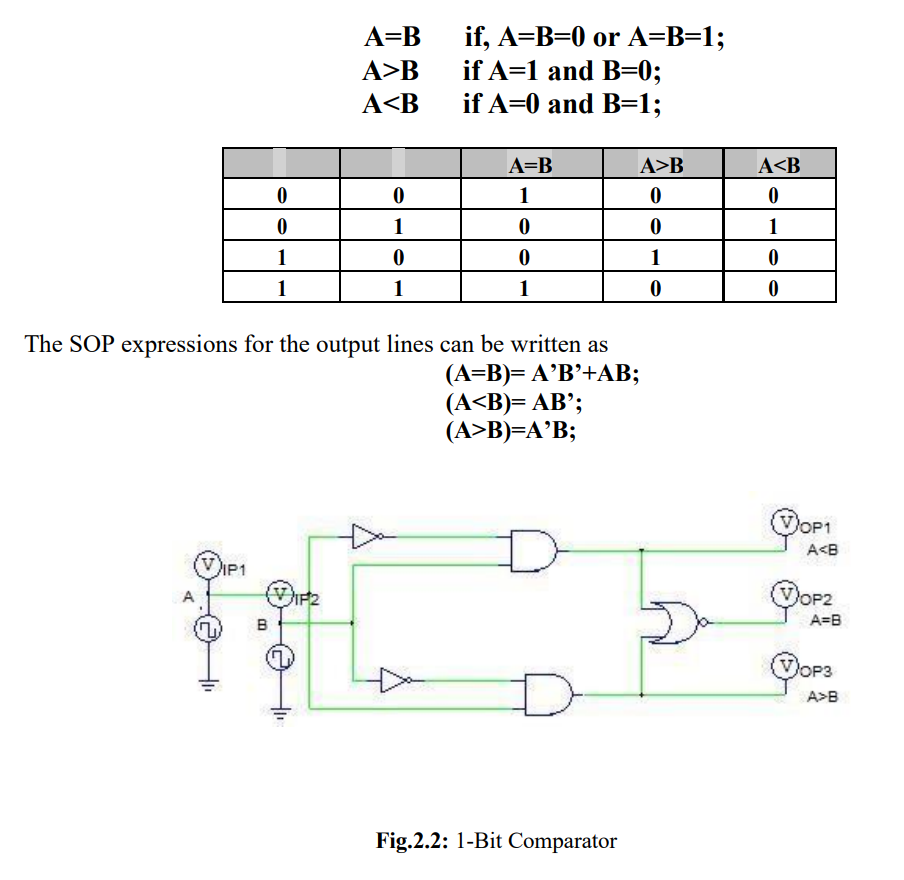 A=B if, A=B=0 or A=B=1;
A>B if A=1 and B=0;
A<B if A=0 and B=1;
A=B A>B A<B
0 0 1 0 0
0 1 0 0 1
1 0 0 1 0
1 1 1 0 0
The SOP expressions for the output lines can be written as
(A=B)= A’B’+AB;
(A<B)= AB’;
(A>B)=A’B;
V OP1
A<B
V IP1
A
V IP2
B
V OP2
A=B
V OP3
A>B
Fig.2.2: 1-Bit Comparator